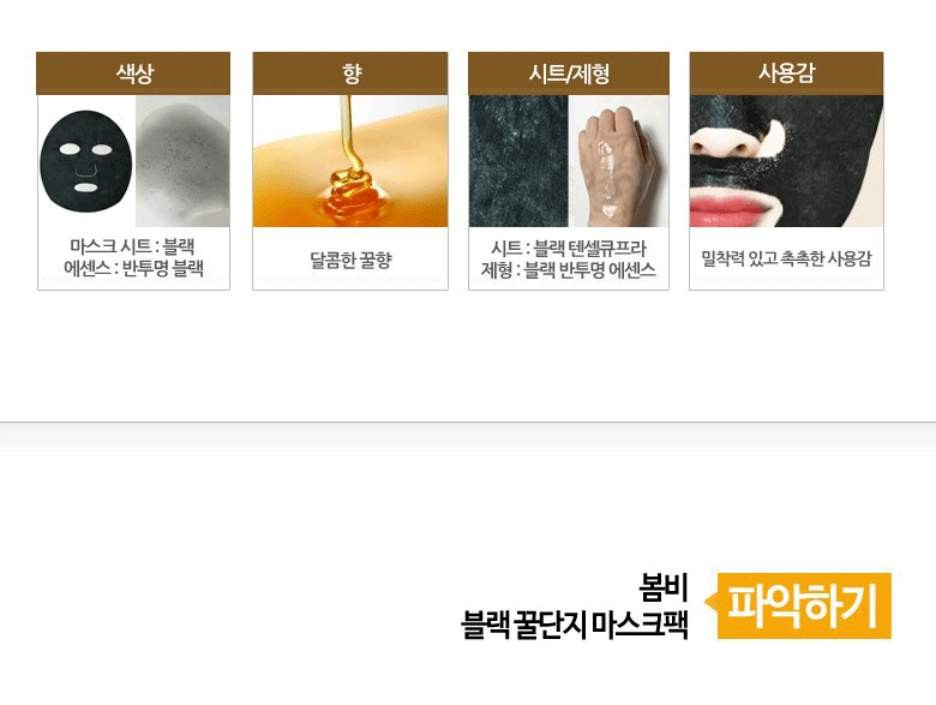 색상
마스크 시트 : 블랙
에센스 : 반투명 블랙
향
달콤한 꿀향
시트/제형
시트 : 블랙 텐셀큐프라
제형 : 블랙 반투명 에센스
사용감
밀착력 있고 촉촉한 사용감
봄비
블랙 꿀단지 마스크팩
파악하기